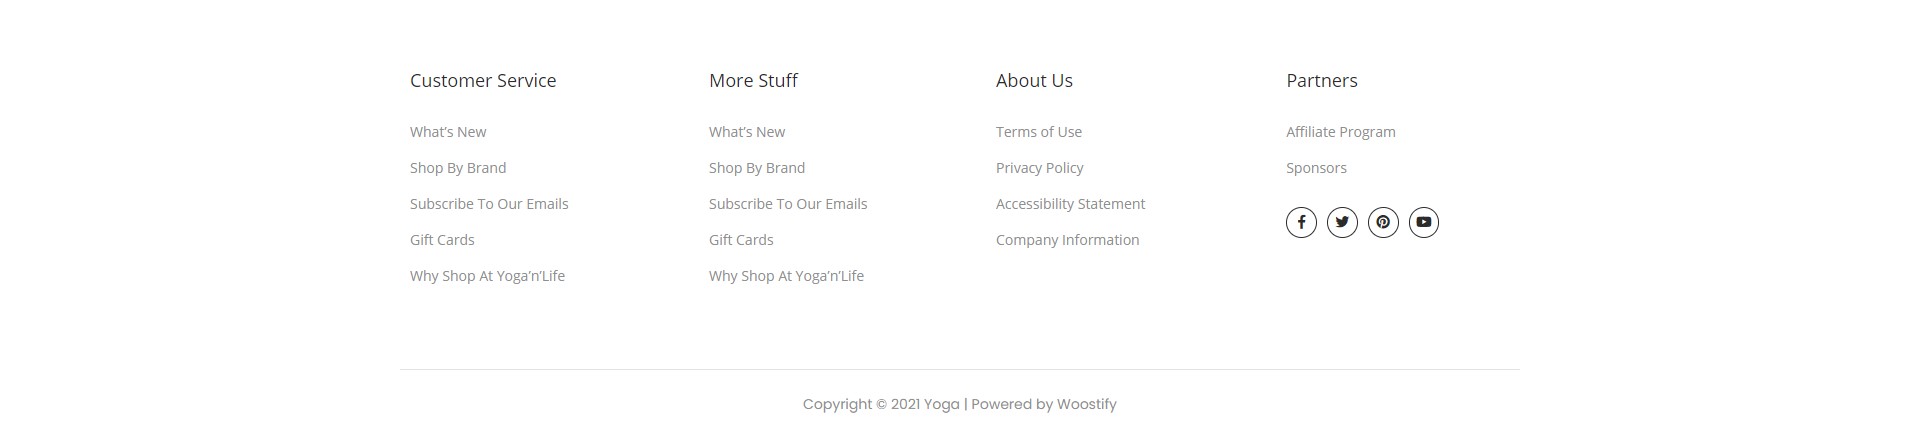 Customer Service
What's New
Shop By Brand
Subscribe To Our Emails
Gift Cards
Why Shop At Yoga’n’Life
More Stuff
What's New
Shop By Brand
Subscribe To Our Emails
Gift Cards
Why Shop At Yoga’n’Life
About Us
Terms of Use
Privacy Policy
Accessibility Statement
Company Information
Partners
Affiliate Program
Sponsors
Copyright © 2021 Yoga | Powered by Woostify